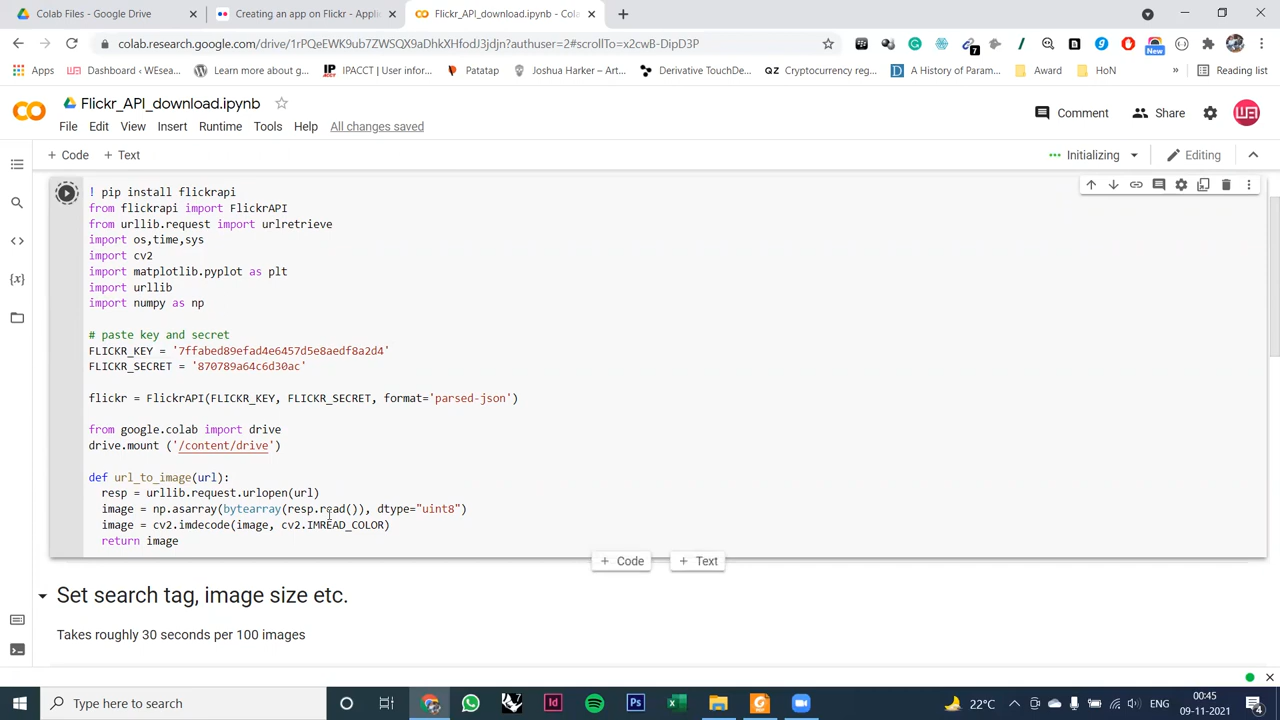 Colab Files - Google Drive
Creating an app on Flickr - Applic
Flickr_API_download.ipynb - Cola
colab.research.google.com/drive/1rPQeEWK9ub7ZWSQX9aThkXiHfodJ3jdjn?authuser=2#scrollTo=x2cwB-DipD3P
Apps
Dashboard ‹ WEsea...
Learn more about g...
IPACCT | User infor...
Patatap
Joshua Harker – Art...
Derivative TouchDe...
QZ Cryptocurrency reg...
A History of Param...
Award
HoN
»
Reading list
Flickr_API_download.ipynb
Comment
Share
File Edit View Insert Runtime Tools Help All changes saved
+ Code + Text
Initializing
Editing
! pip install flickrapi
from flickrapi import FlickrAPI
from urllib.request import urlretrieve
import os,time,sys
import cv2
import matplotlib.pyplot as plt
import urllib
import numpy as np
# paste key and secret
FLICKR_KEY = '7ffabed89efad4e6457d5e8aedf8a2d4'
FLICKR_SECRET = '870789a64c6d30ac'
flickr = FlickrAPI(FLICKR_KEY, FLICKR_SECRET, format='parsed-json')
from google.colab import drive
drive.mount ('/content/drive')
def url_to_image(url):
resp = urllib.request.urlopen(url)
image = np.asarray(bytearray(resp.read()), dtype="uint8")
image = cv2.imdecode(image, cv2.IMREAD_COLOR)
return image
+ Code + Text
Set search tag, image size etc.
Takes roughly 30 seconds per 100 images
Type here to search
22°C
ENG
00:45
09-11-2021